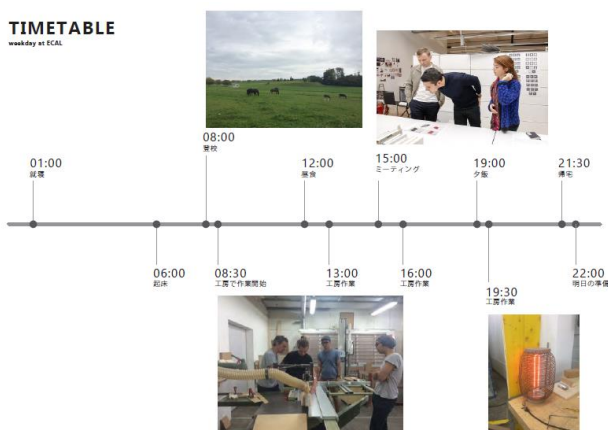 TIMETABLE
weekday at ECAL
01:00
就寝
06:00
起床
08:00
登校
08:30
工房で作業開始
12:00
昼食
13:00
工房作業
15:00
ミーティング
16:00
工房作業
19:00
夕飯
19:30
工房作業
21:30
帰宅
22:00
明日の準備